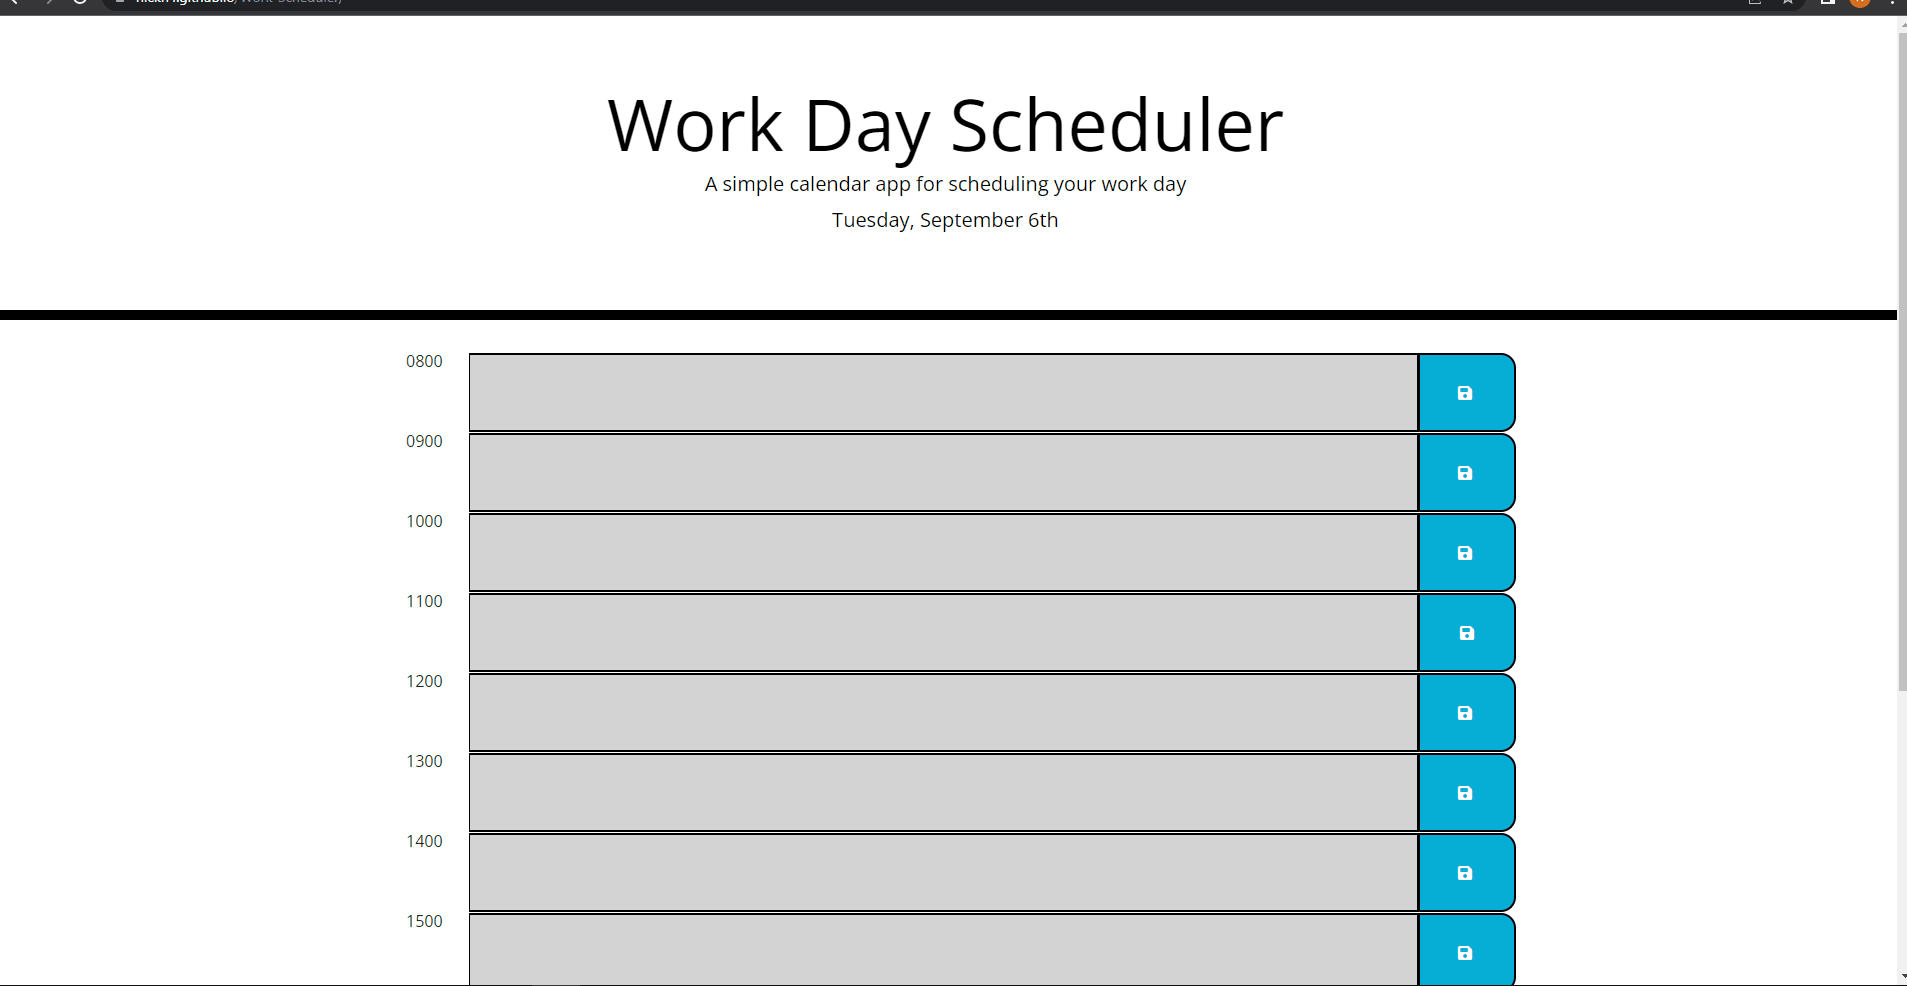 Work Day Scheduler
A simple calendar app for scheduling your work day
Tuesday, September 6th
0800
0900
1000
1100
1200
1300
1400
1500